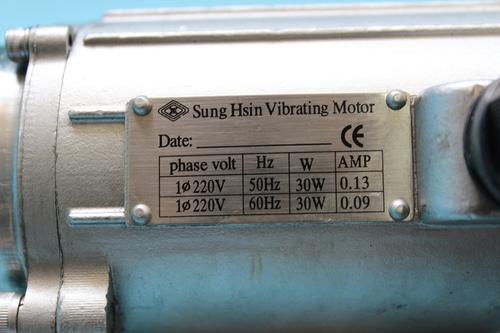 Sung Hsin Vibrating Motor
Date: CE
phase volt Hz W AMP
1ø220V 50Hz 30W 0.13
1ø220V 60Hz 30W 0.09